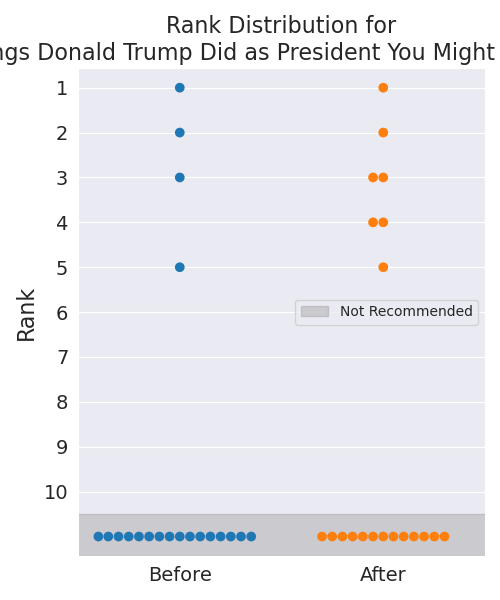 Rank Distribution for
Donald Trump Did as President You Might
1
2
3
4
5
6
7
8
9
10
Rank
Not Recommended
Before
After